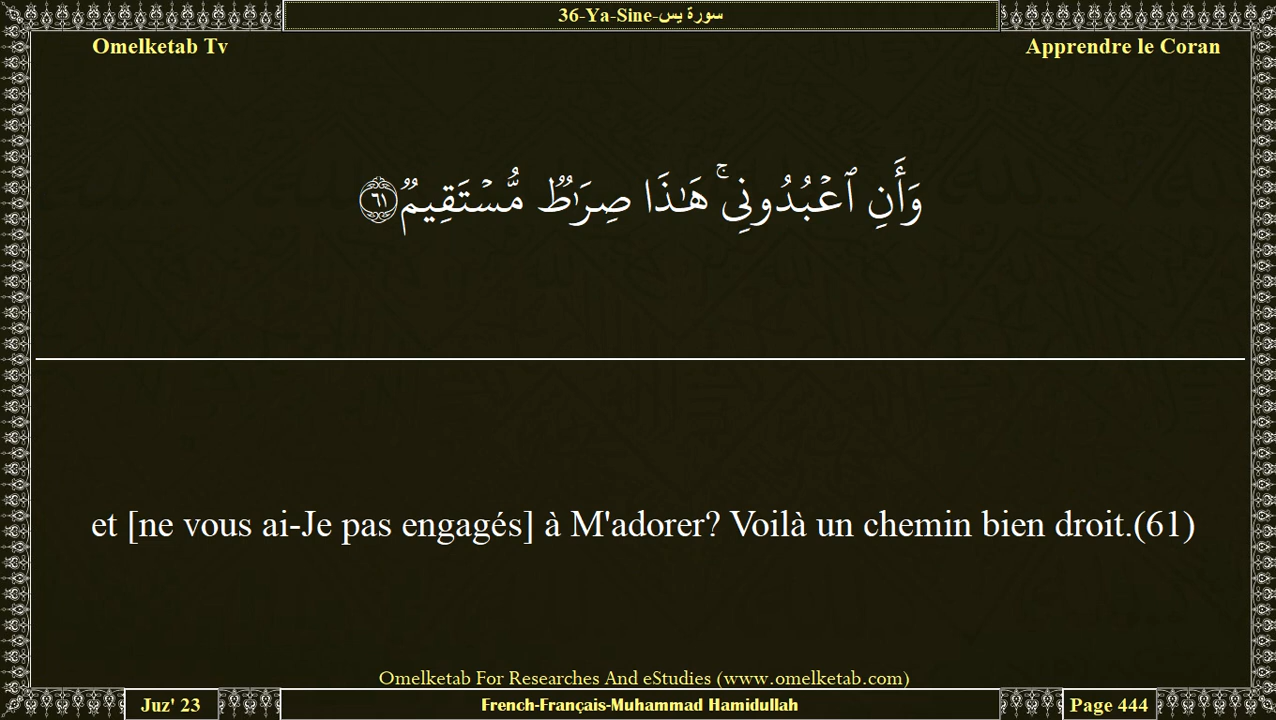 36-Ya-Sine-سورة يس
Omelketab Tv
Apprendre le Coran
وَأَنِ ٱعۡبُدُونِيۚ هَٰذَا صِرَٰطٞ مُّسۡتَقِيمٞ ٦١
et [ne vous ai-Je pas engagés] à M'adorer? Voilà un chemin bien droit.(61)
Omelketab For Researches And eStudies (www.omelketab.com)
Juz' 23
French-Français-Muhammad Hamidullah
Page 444